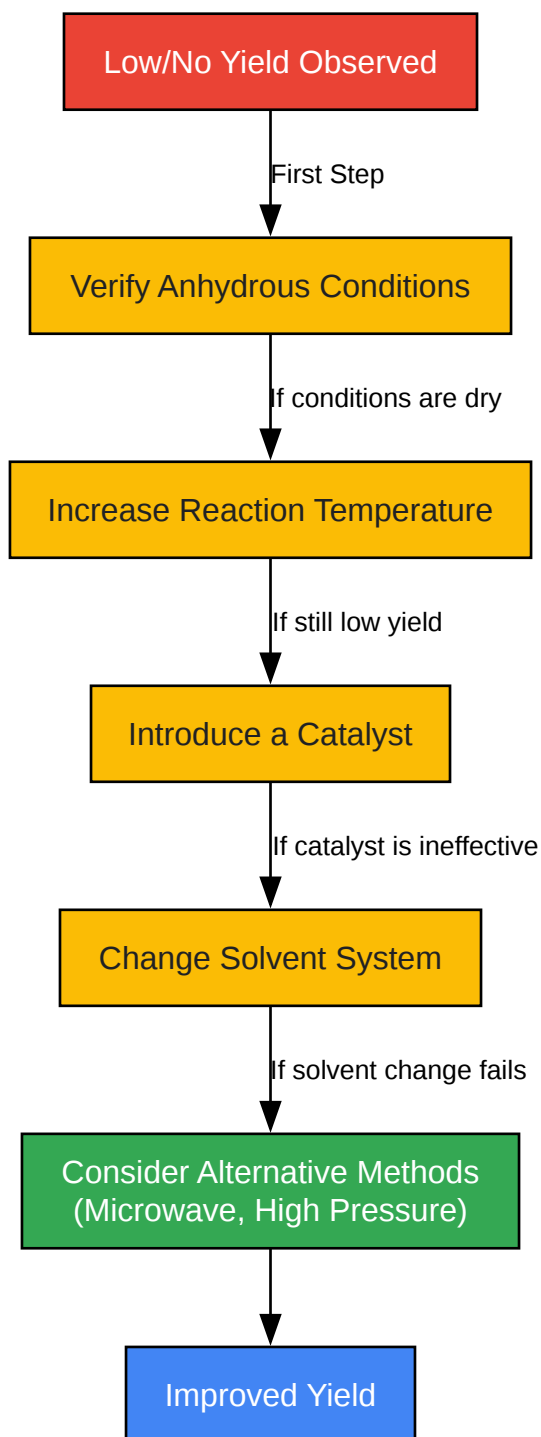 Low/No Yield Observed
First Step
Verify Anhydrous Conditions
If conditions are dry
Increase Reaction Temperature
If still low yield
Introduce a Catalyst
If catalyst is ineffective
Change Solvent System
If solvent change fails
Consider Alternative Methods
(Microwave, High Pressure)
Improved Yield